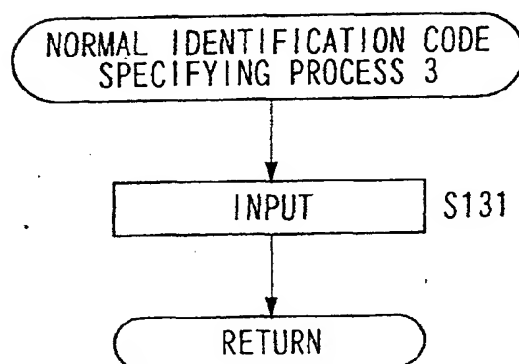 NORMAL IDENTIFICATION CODE
SPECIFYING PROCESS 3
INPUT S131
RETURN